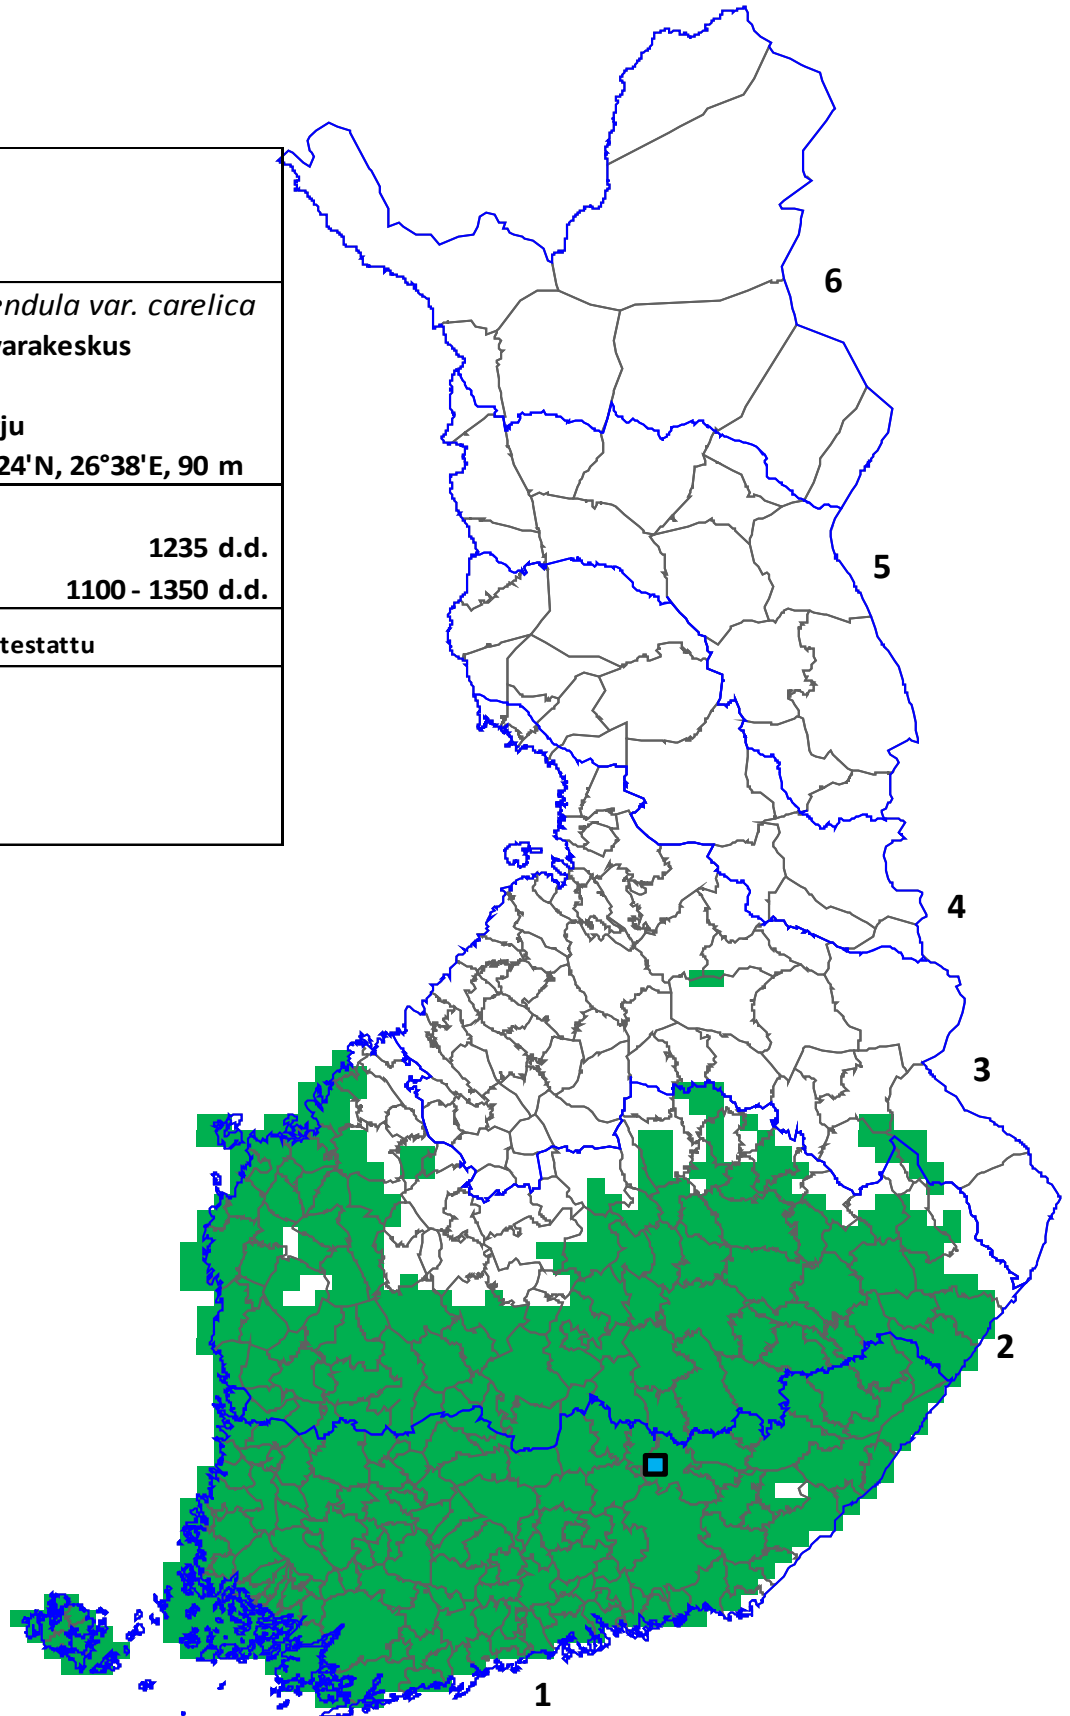 endula var. carelica
varakeskus
ju
24'N, 26°38'E, 90 m
1235 d.d.
1100 - 1350 d.d.
testattu
6
5
4
3
2
1